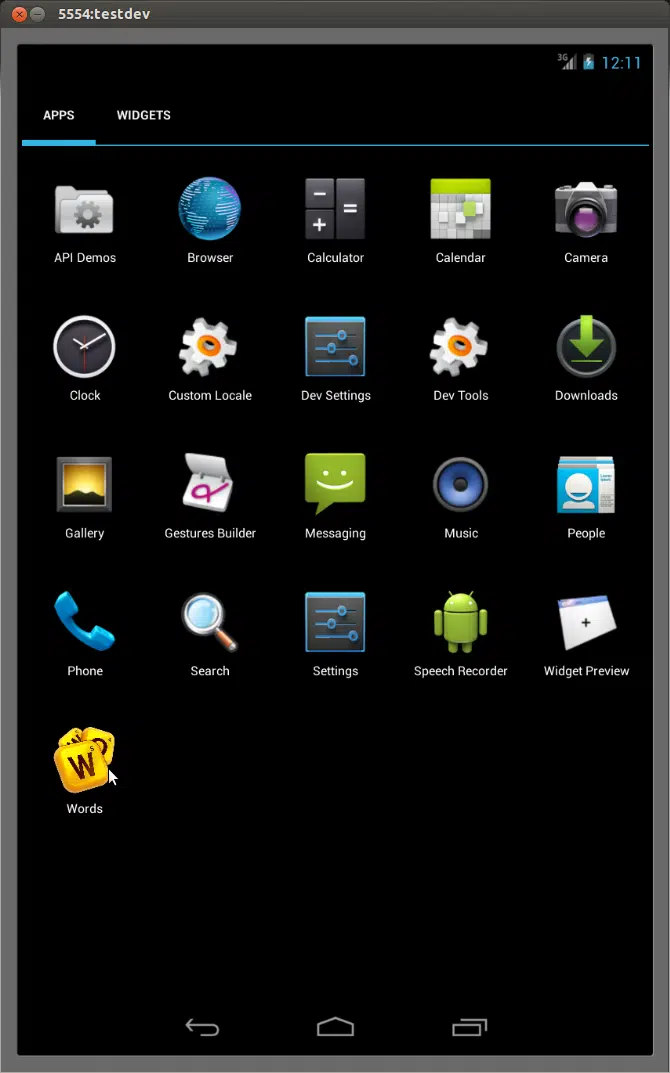 5554:testdev
3G 12:11
APPS WIDGETS
API Demos Browser Calculator Calendar Camera
Clock Custom Locale Dev Settings Dev Tools Downloads
Gallery Gestures Builder Messaging Music People
Phone Search Settings Speech Recorder Widget Preview
W
Words